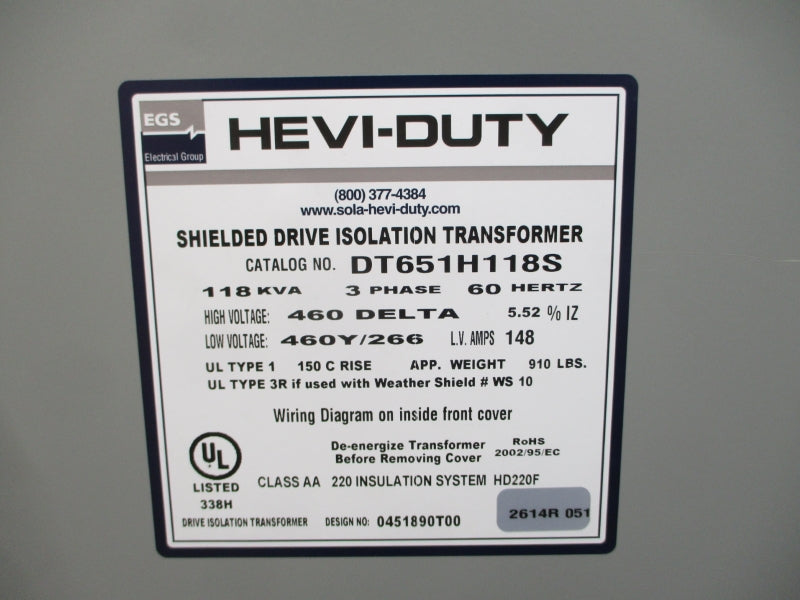 EGS
Electrical Group
HEVI-DUTY
(800) 377-4384
www.sola-hevi-duty.com
SHIELDED DRIVE ISOLATION TRANSFORMER
CATALOG NO. DT651H118S
118 KVA 3 PHASE 60 HERTZ
HIGH VOLTAGE: 460 DELTA 5.52 % IZ
LOW VOLTAGE: 460Y/266 L.V. AMPS 148
UL TYPE 1 150 C RISE APP. WEIGHT 910 LBS.
UL TYPE 3R if used with Weather Shield # WS 10
Wiring Diagram on inside front cover
UL
LISTED
338H
De-energize Transformer
Before Removing Cover
RoHS
2002/95/EC
CLASS AA 220 INSULATION SYSTEM HD220F
DRIVE ISOLATION TRANSFORMER DESIGN NO: 0451890T00
2614R 051